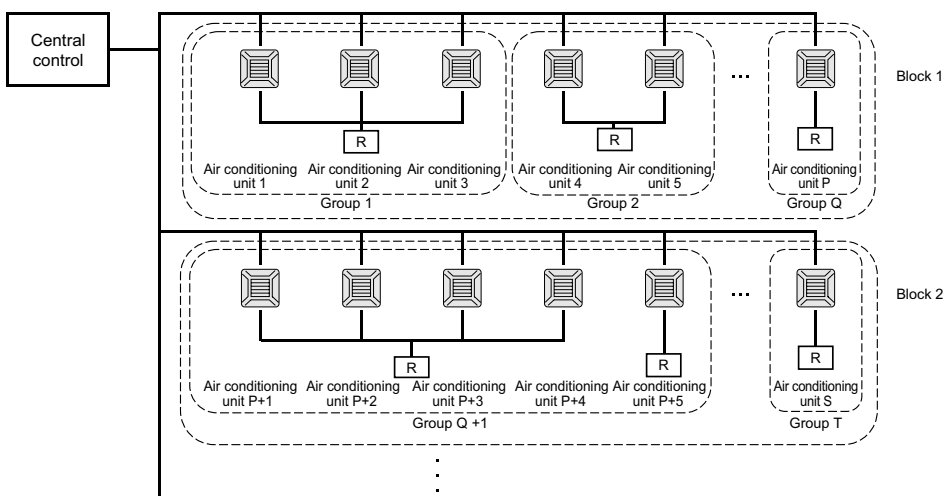 Central
control
Block 1
R
R
R
Air conditioning
unit 1
Air conditioning
unit 2
Air conditioning
unit 3
Air conditioning
unit 4
Air conditioning
unit 5
...
Air conditioning
unit P
Group 1
Group 2
Group Q
Block 2
R
R
R
Air conditioning
unit P+1
Air conditioning
unit P+2
Air conditioning
unit P+3
Air conditioning
unit P+4
Air conditioning
unit P+5
...
Air conditioning
unit S
Group Q +1
Group T